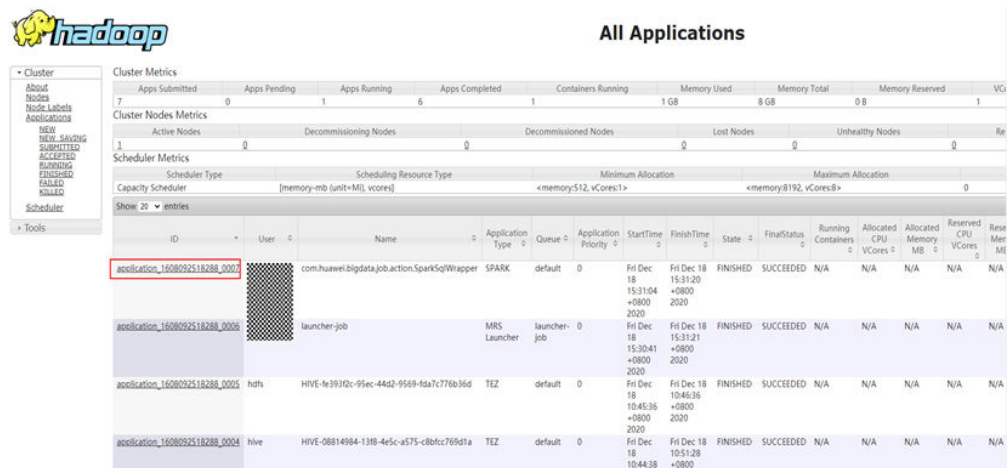 hadoop
All Applications
Cluster
About
Nodes
Node Labels
Applications
NEW
NEW_SAVING
SUBMITTED
ACCEPTED
RUNNING
FINISHED
FAILED
KILLED
Scheduler
Tools
Cluster Metrics
Apps Submitted Apps Pending Apps Running Apps Completed Containers Running Memory Used Memory Total Memory Reserved
7 0 1 6 1 1 GB 8 GB 0 B 1
Cluster Nodes Metrics
Active Nodes Decommissioning Nodes Decommissioned Nodes Lost Nodes Unhealthy Nodes Re
1 0 0 0 0 0
Scheduler Metrics
Scheduler Type Scheduling Resource Type Minimum Allocation Maximum Allocation
Capacity Scheduler [memory-mb (unit=Mi), vcores] <memory:512, vCores:1> <memory:8192, vCores:8> 0
Show 20 entries
ID User Name Application Type Queue Application Priority StartTime FinishTime State FinalStatus Running Containers Allocated CPU VCores Allocated Memory MB Reserved CPU VCores
application_1608092518288_0007 com.huawei.bigdata.job.action.SparkSqlWrapper SPARK default 0 Fri Dec 18 15:31:04 +0800 2020 Fri Dec 18 15:31:20 +0800 2020 FINISHED SUCCEEDED N/A N/A N/A N/A N/A
application_1608092518288_0006 launcher-job MRS Launcher launcher-job 0 Fri Dec 18 15:30:41 +0800 2020 Fri Dec 18 15:31:21 +0800 2020 FINISHED SUCCEEDED N/A N/A N/A N/A N/A
application_1608092518288_0005 hdfs HIVE-fe393f2c-95ec-44d2-9569-fda7c776b36d TEZ default 0 Fri Dec 18 10:45:36 +0800 2020 Fri Dec 18 10:46:36 +0800 2020 FINISHED SUCCEEDED N/A N/A N/A N/A N/A
application_1608092518288_0004 hive HIVE-08814984-13f8-4e5c-a575-c8bfcc769d1a TEZ default 0 Fri Dec 18 10:44:38 Fri Dec 18 10:51:28 +0800 FINISHED SUCCEEDED N/A N/A N/A N/A N/A